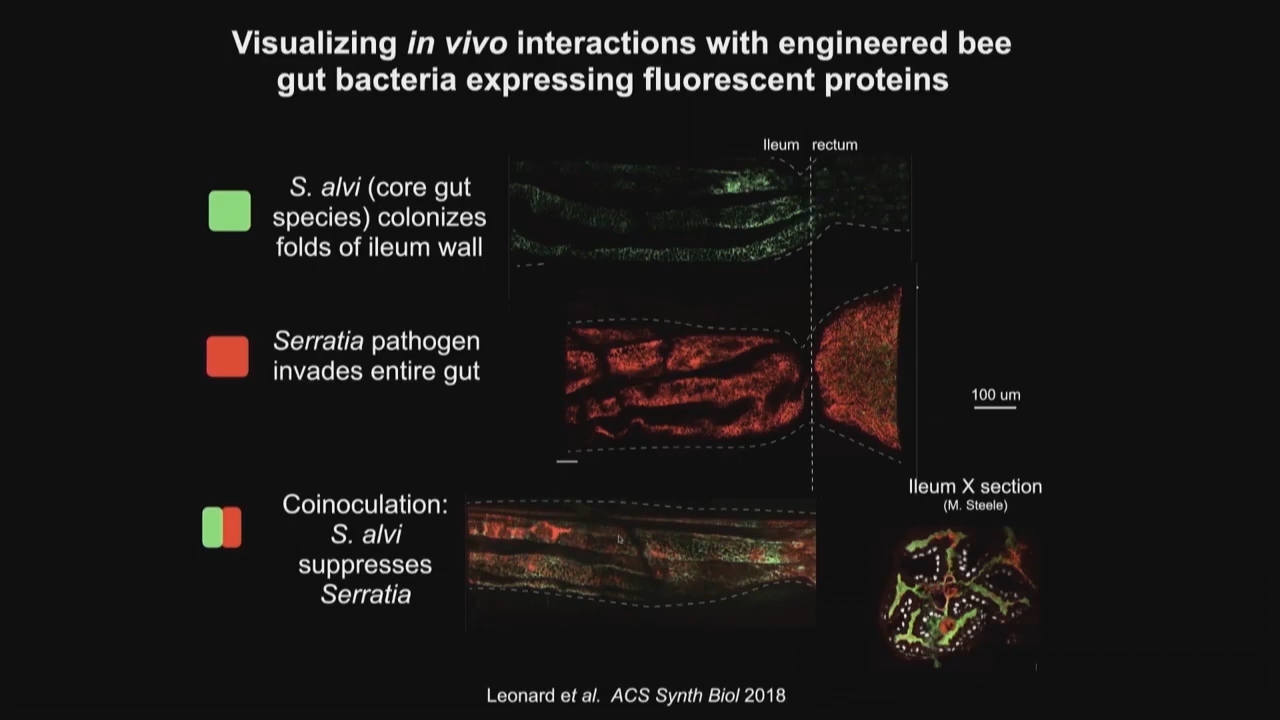 Visualizing in vivo interactions with engineered bee
gut bacteria expressing fluorescent proteins
Ileum rectum
S. alvi (core gut
species) colonizes
folds of ileum wall
Serratia pathogen
invades entire gut
100 um
Ileum X section
(M. Steele)
Coinoculation:
S. alvi
suppresses
Serratia
Leonard et al. ACS Synth Biol 2018